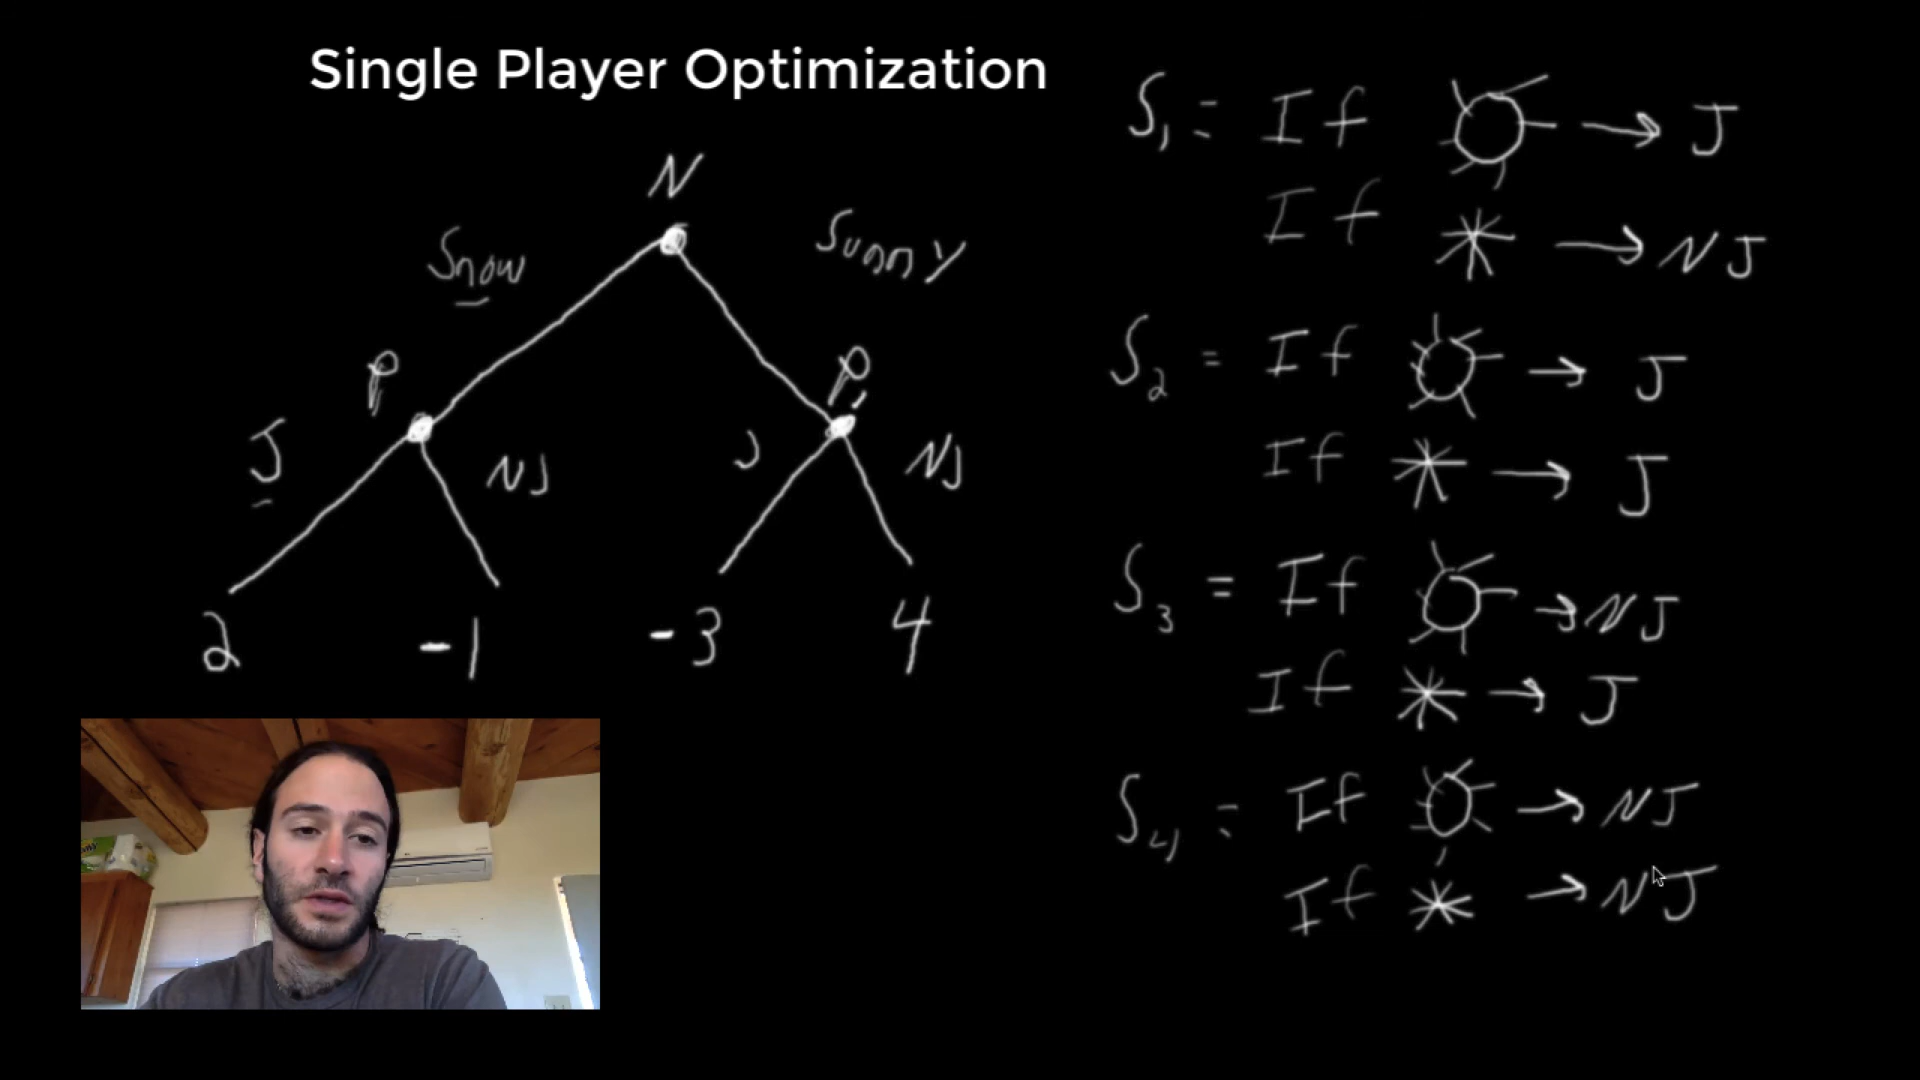 Single Player Optimization
N
Snow
Sunny
P
P
J
NJ
J
NJ
2
-1
-3
4
S1 = If → J
If → NJ
S2 = If → J
If → J
S3 = If → NJ
If → J
S4 = If → NJ
If → NJ